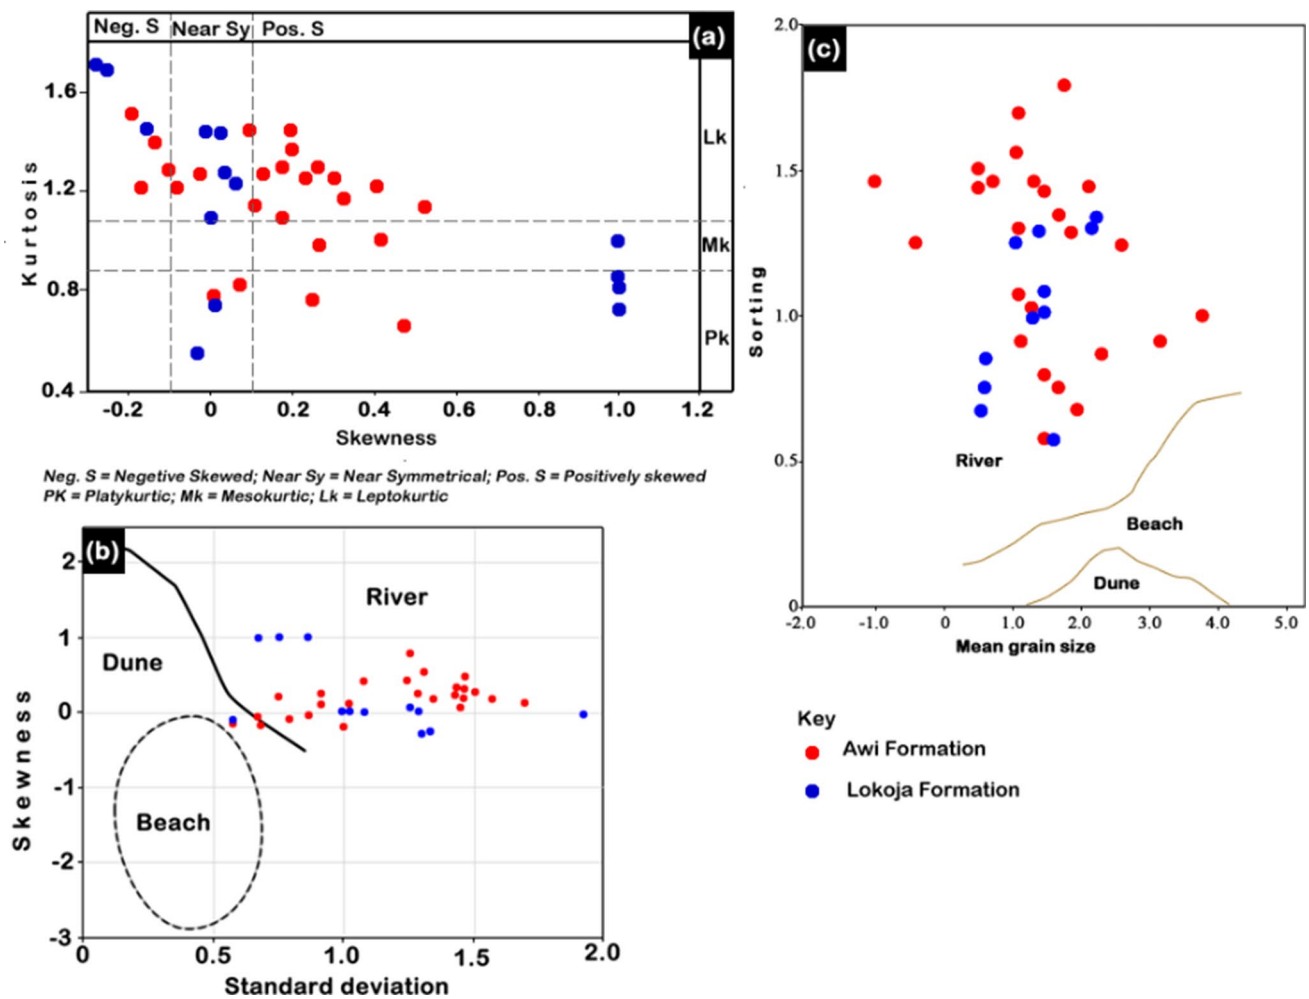 Neg. S Near Sy Pos. S
(a)
1.6
1.2
0.8
0.4
Kurtosis
Lk
Mk
Pk
-0.2 0 0.2 0.4 0.6 0.8 1.0 1.2
Skewness
Neg. S = Negetive Skewed; Near Sy = Near Symmetrical; Pos. S = Positively skewed
PK = Platykurtic; Mk = Mesokurtic; Lk = Leptokurtic
(b)
2
1
0
-1
-2
-3
Skewness
River
Dune
Beach
0 0.5 1.0 1.5 2.0
Standard deviation
(c)
2.0
1.5
1.0
0.5
0
Sorting
River
Beach
Dune
-2.0 -1.0 0 1.0 2.0 3.0 4.0 5.0
Mean grain size
Key
Awi Formation
Lokoja Formation